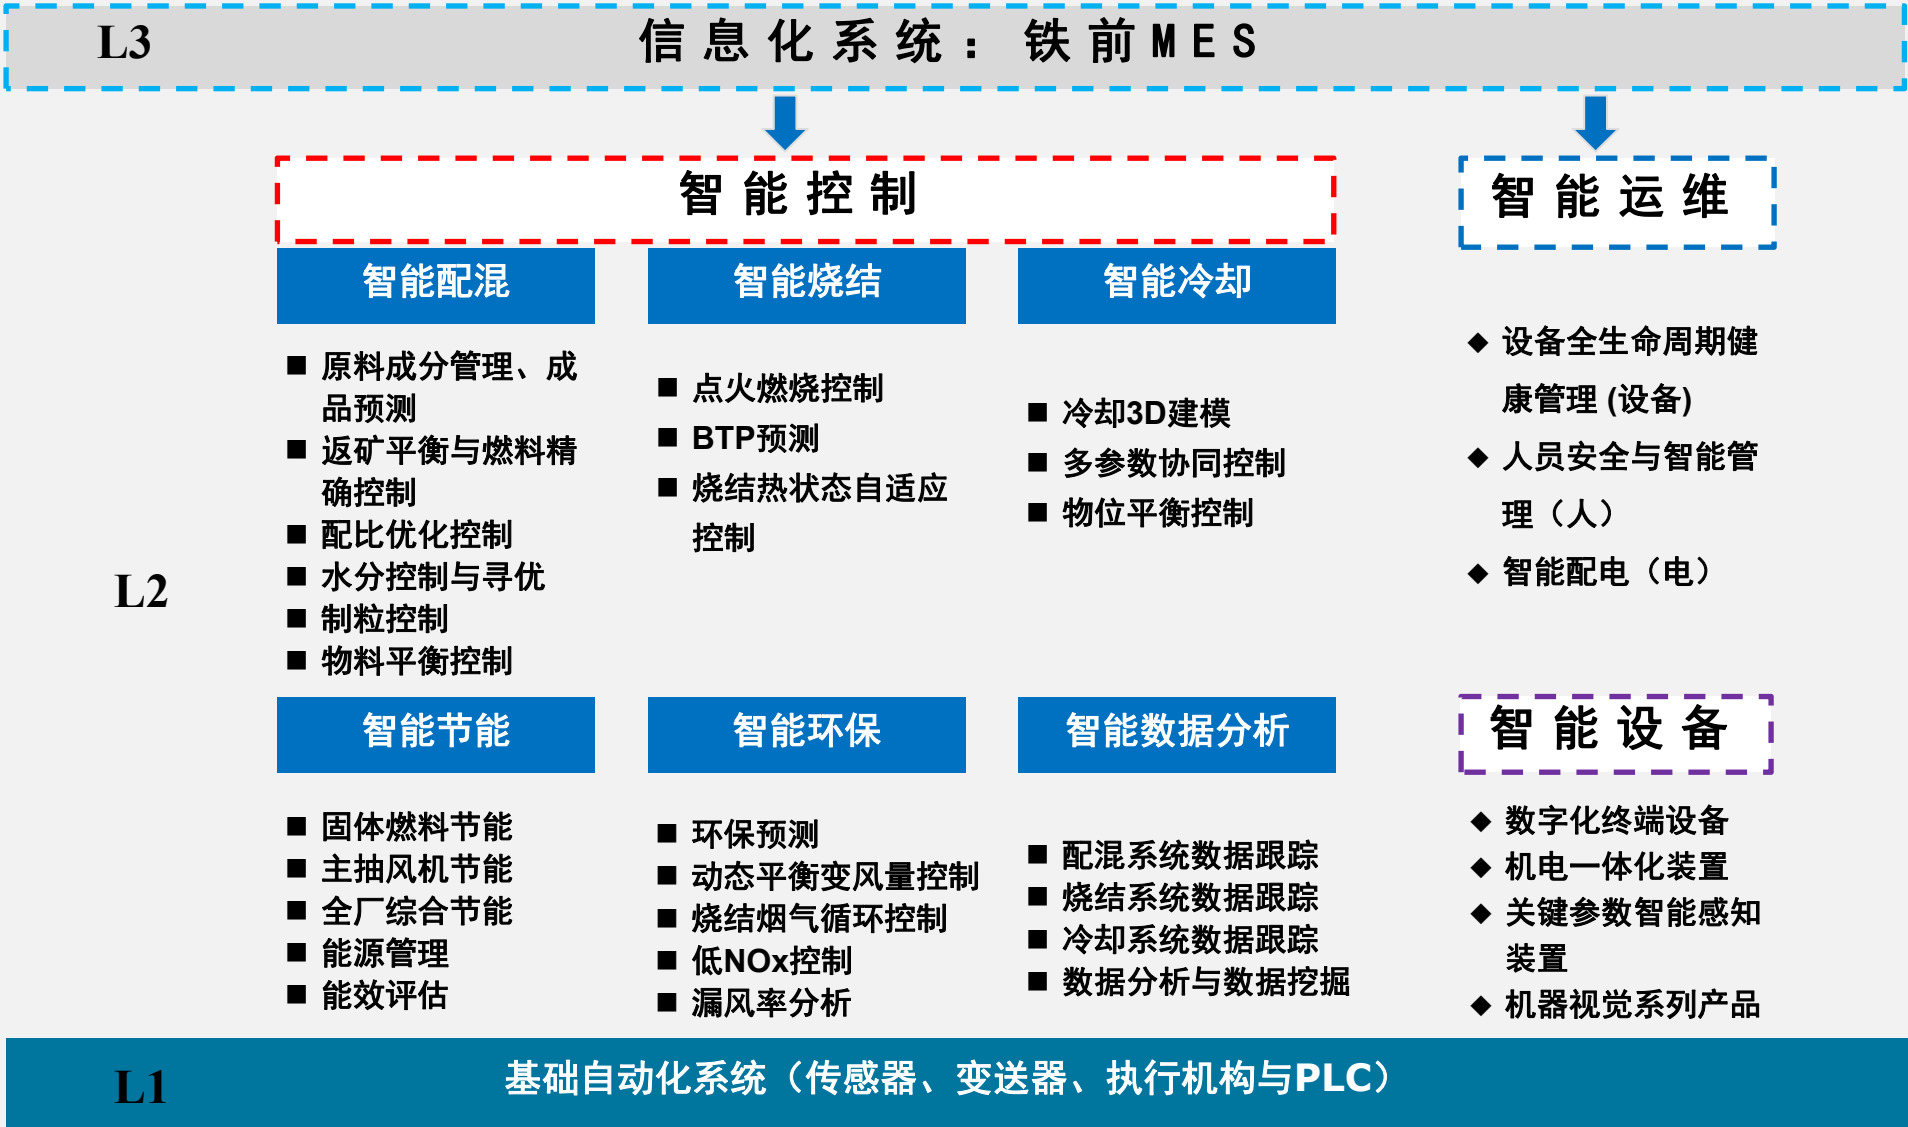 L3
信息化系统：铁前MES
智能控制
智能运维
智能配混
智能烧结
智能冷却
原料成分管理、成
品预测
返矿平衡与燃料精
确控制
配比优化控制
水分控制与寻优
制粒控制
物料平衡控制
点火燃烧控制
BTP预测
烧结热状态自适应
控制
冷却3D建模
多参数协同控制
物位平衡控制
设备全生命周期健
康管理 (设备)
人员安全与智能管
理（人）
智能配电（电）
L2
智能节能
智能环保
智能数据分析
智能设备
固体燃料节能
主抽风机节能
全厂综合节能
能源管理
能效评估
环保预测
动态平衡变风量控制
烧结烟气循环控制
低NOx控制
漏风率分析
配混系统数据跟踪
烧结系统数据跟踪
冷却系统数据跟踪
数据分析与数据挖掘
数字化终端设备
机电一体化装置
关键参数智能感知
装置
机器视觉系列产品
L1
基础自动化系统（传感器、变送器、执行机构与PLC）